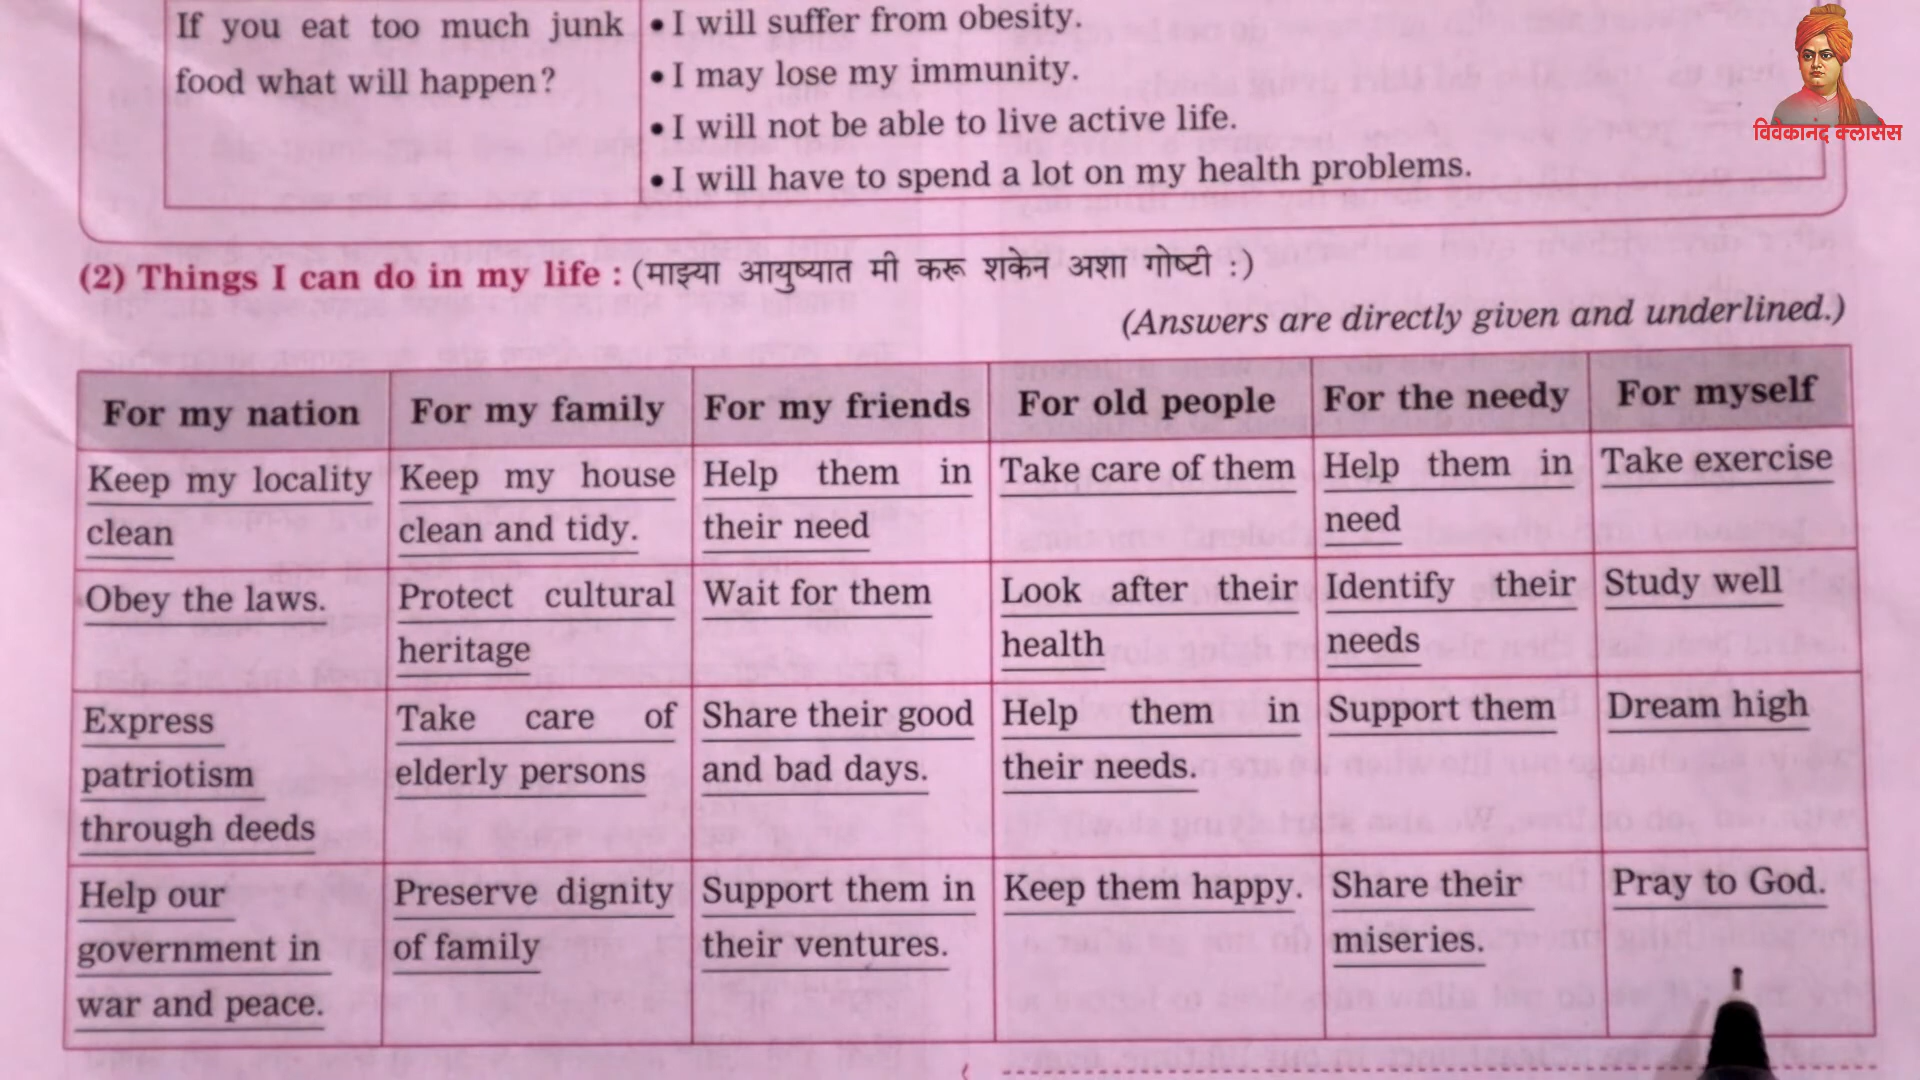 If you eat too much junk
food what will happen?
• I will suffer from obesity.
• I may lose my immunity.
• I will not be able to live active life.
• I will have to spend a lot on my health problems.
विवेकानंद क्लासेस
(2) Things I can do in my life : (माझ्या आयुष्यात मी करू शकेन अशा गोष्टी :)
(Answers are directly given and underlined.)
For my nation For my family For my friends For old people For the needy For myself
Keep my locality
clean
Keep my house
clean and tidy.
Help them in
their need
Take care of them
Help them in
need
Take exercise
Obey the laws.
Protect cultural
heritage
Wait for them
Look after their
health
Identify their
needs
Study well
Express
patriotism
through deeds
Take care of
elderly persons
Share their good
and bad days.
Help them in
their needs.
Support them
Dream high
Help our
government in
war and peace.
Preserve dignity
of family
Support them in
their ventures.
Keep them happy.
Share their
miseries.
Pray to God.